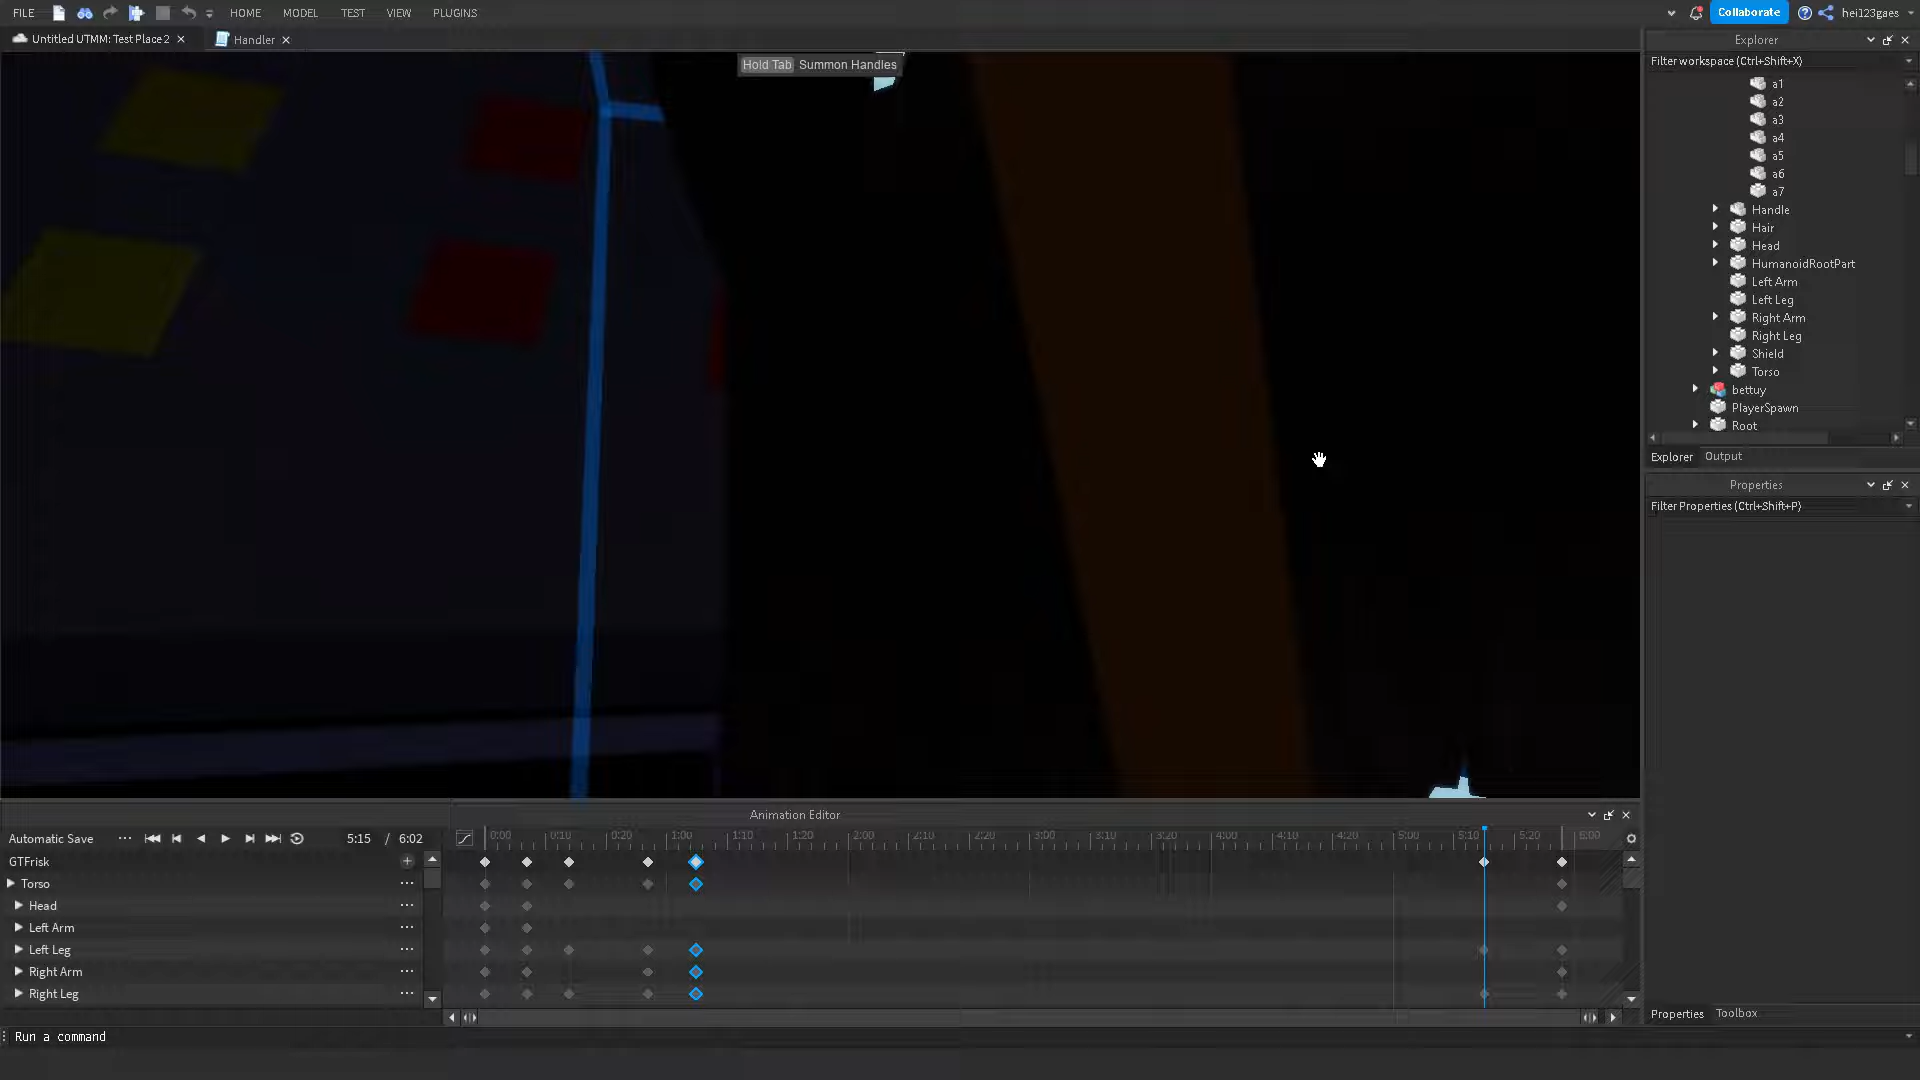 FILE HOME MODEL TEST VIEW PLUGINS Collaborate hei123gaes
Untitled UTMM: Test Place 2 Handler
Explorer
Hold Tab Summon Handles
Filter workspace (Ctrl+Shift+X)
a1
a2
a3
a4
a5
a6
a7
Handle
Hair
Head
HumanoidRootPart
Left Arm
Left Leg
Right Arm
Right Leg
Shield
Torso
bettuy
PlayerSpawn
Root
Explorer Output
Properties
Filter Properties (Ctrl+Shift+P)
Animation Editor
Automatic Save 5:15 / 6:02
0:00 0:10 0:20 1:00 1:10 1:20 2:00 2:10 2:20 3:00 3:10 3:20 4:00 4:10 4:20 5:00 5:10 5:20 6:00
GTFrisk
Torso
Head
Left Arm
Left Leg
Right Arm
Right Leg
Properties Toolbox
Run a command